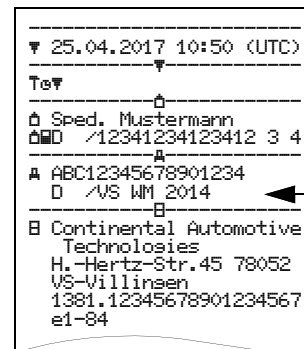 ▼ 25.04.2017 10:50 (UTC)
T⊙▼
Sped. Mustermann
D /12341234123412 3 4
ABC12345678901234
D /VS WM 2014
Continental Automotive
Technologies
H.-Hertz-Str.45 78052
VS-Villingen
1381.12345678901234567
e1-84